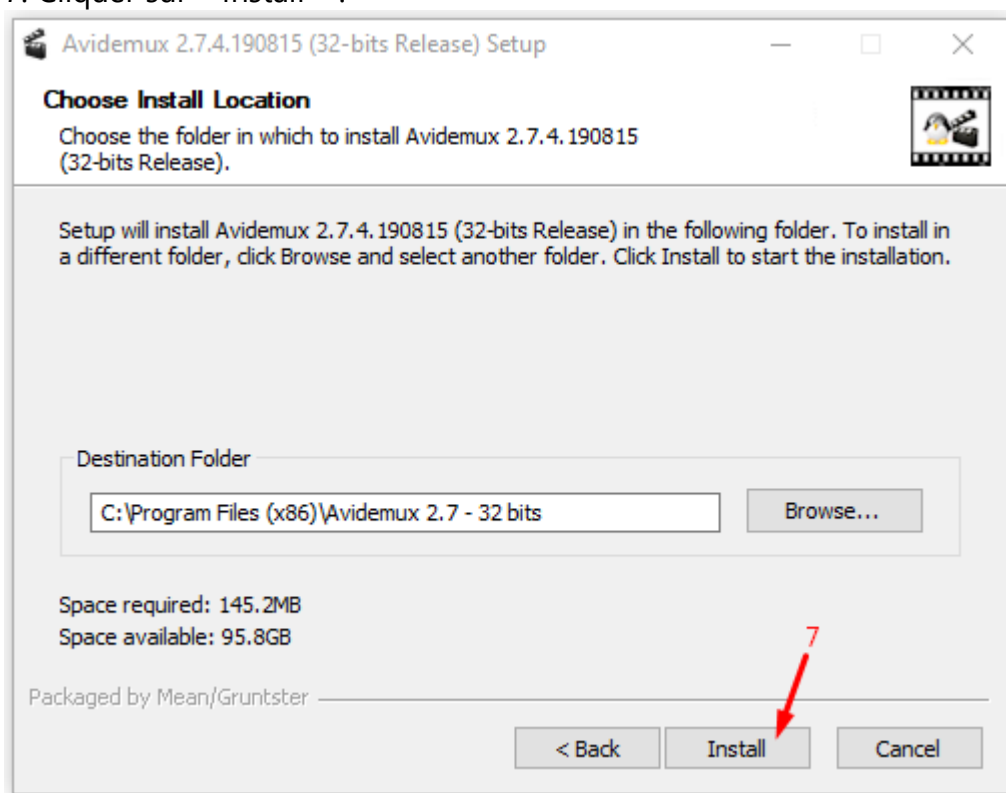 7. Cliquer sur « Install » :
Avidemux 2.7.4.190815 (32-bits Release) Setup
Choose Install Location
Choose the folder in which to install Avidemux 2.7.4.190815
(32-bits Release).
Setup will install Avidemux 2.7.4.190815 (32-bits Release) in the following folder. To install in
a different folder, click Browse and select another folder. Click Install to start the installation.
Destination Folder
C:\Program Files (x86)\Avidemux 2.7 - 32 bits
Browse...
Space required: 145.2MB
Space available: 95.8GB
7
Packaged by Mean/Gruntster
< Back
Install
Cancel